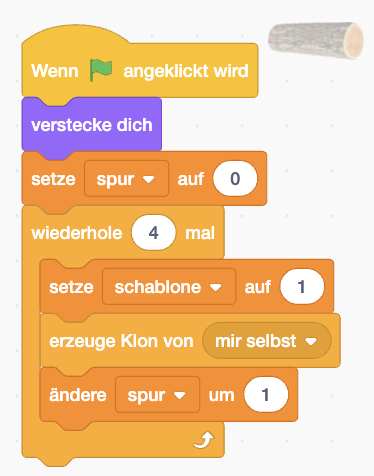 Wenn angeklickt wird
verstecke dich
setze spur auf 0
wiederhole 4 mal
setze schablone auf 1
erzeuge Klon von mir selbst
ändere spur um 1